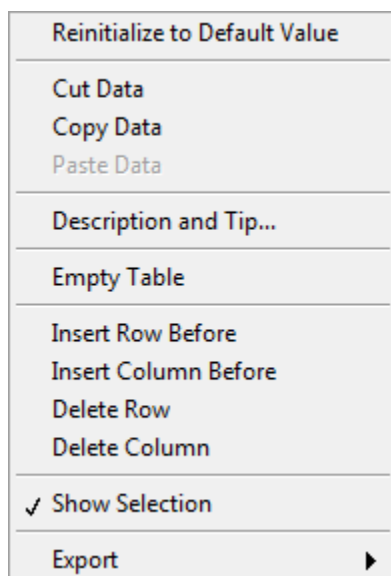 Reinitialize to Default Value
Cut Data
Copy Data
Paste Data
Description and Tip...
Empty Table
Insert Row Before
Insert Column Before
Delete Row
Delete Column
Show Selection
Export